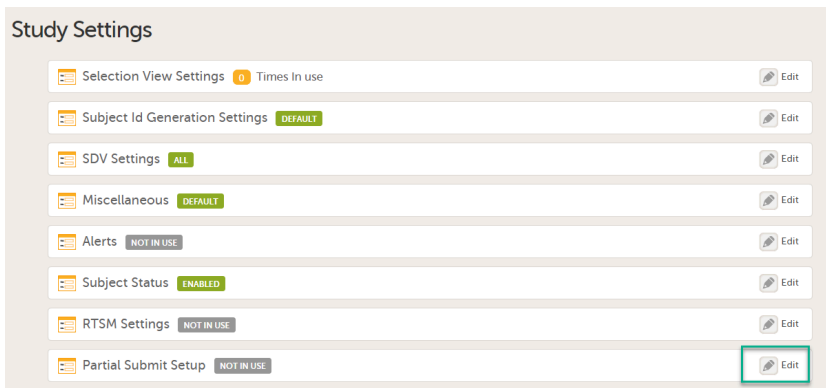 Study Settings
Selection View Settings 0 Times In use Edit
Subject Id Generation Settings DEFAULT Edit
SDV Settings ALL Edit
Miscellaneous DEFAULT Edit
Alerts NOT IN USE Edit
Subject Status ENABLED Edit
RTSM Settings NOT IN USE Edit
Partial Submit Setup NOT IN USE Edit